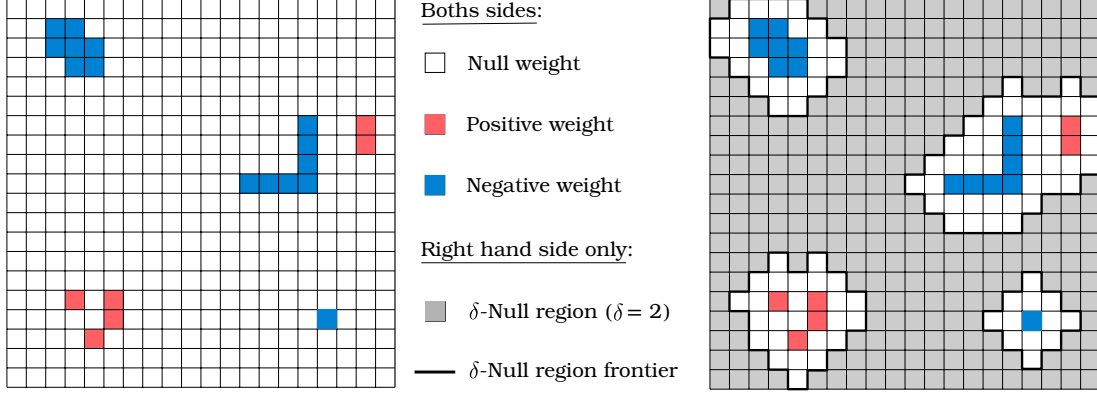 Boths sides:
Null weight
Positive weight
Negative weight
Right hand side only:
δ-Null region (δ = 2)
δ-Null region frontier